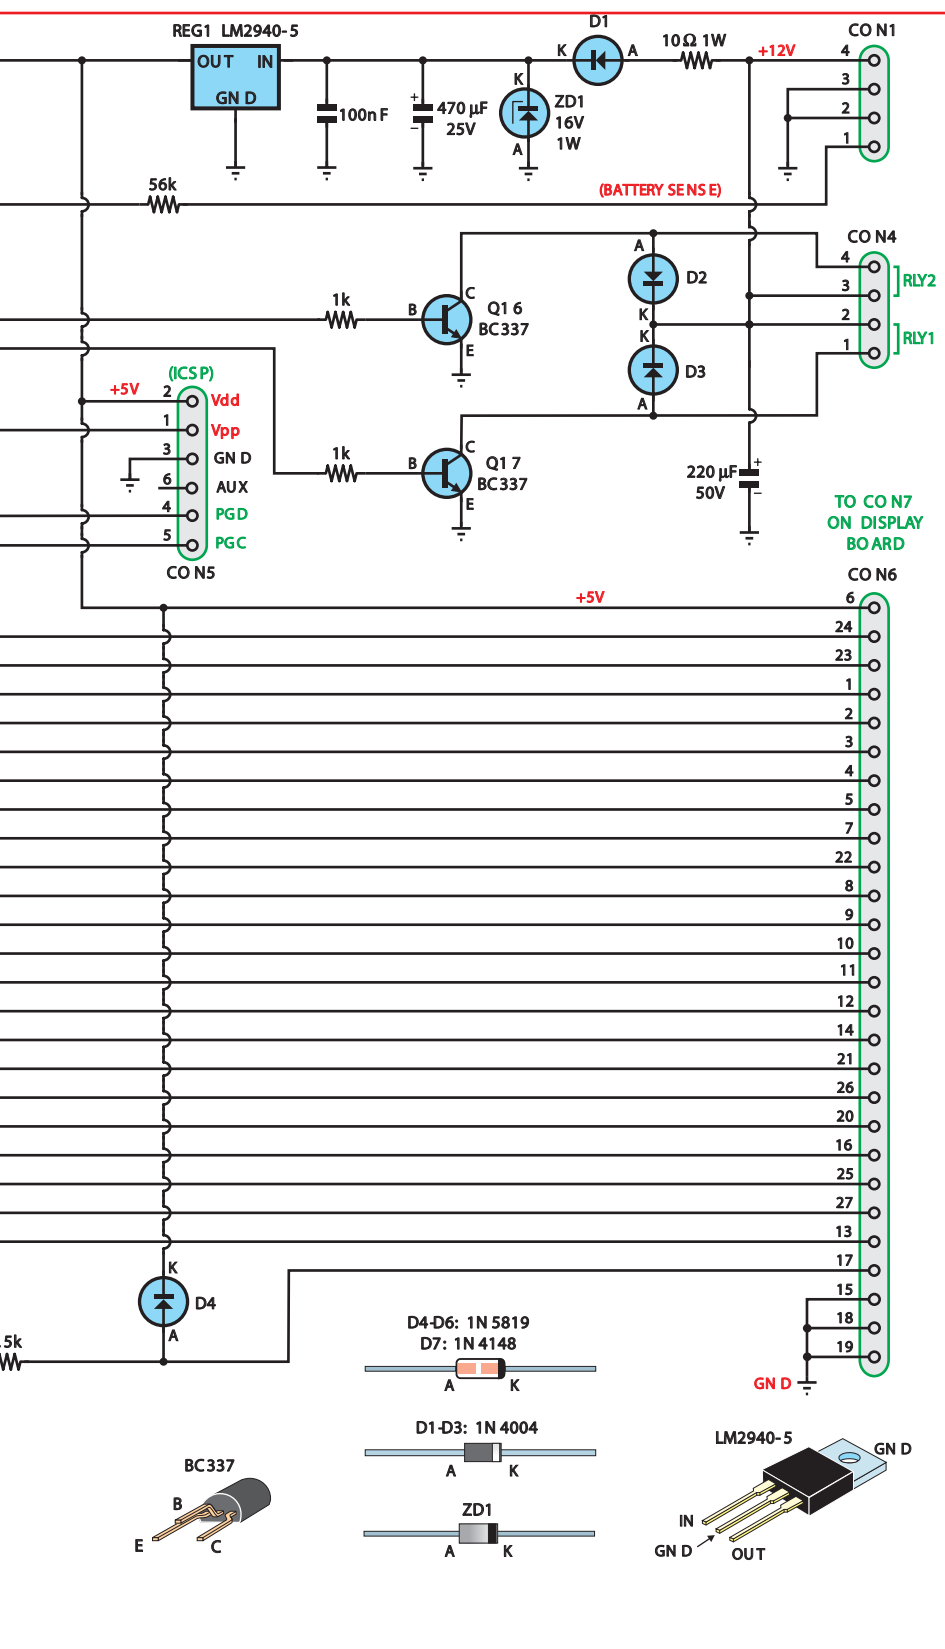 REG1 LM2940-5
D1
CON1
OUT IN
GND
K A
10Ω 1W
+12V
4
3
2
1
100nF
+
470 µF
25V
−
K
ZD1
16V
1W
A
56k
(BATTERY SENSE)
CON4
4
3
2
1
RLY2
RLY1
A
D2
K
K
D3
A
1k
B
C
Q16
BC337
E
(ICSP)
+5V
2 Vdd
1 Vpp
3 GND
6 AUX
4 PGD
5 PGC
CON5
1k
B
C
Q17
BC337
E
220 µF
50V
+
−
TO CON7
ON DISPLAY
BOARD
CON6
+5V
6
24
23
1
2
3
4
5
7
22
8
9
10
11
12
14
21
26
20
16
25
27
13
17
15
18
19
GND
K
D4
A
.5k
D4-D6: 1N5819
D7: 1N4148
A K
D1-D3: 1N4004
A K
ZD1
A K
BC337
B
E
C
LM2940-5
GND
IN
GND
OUT